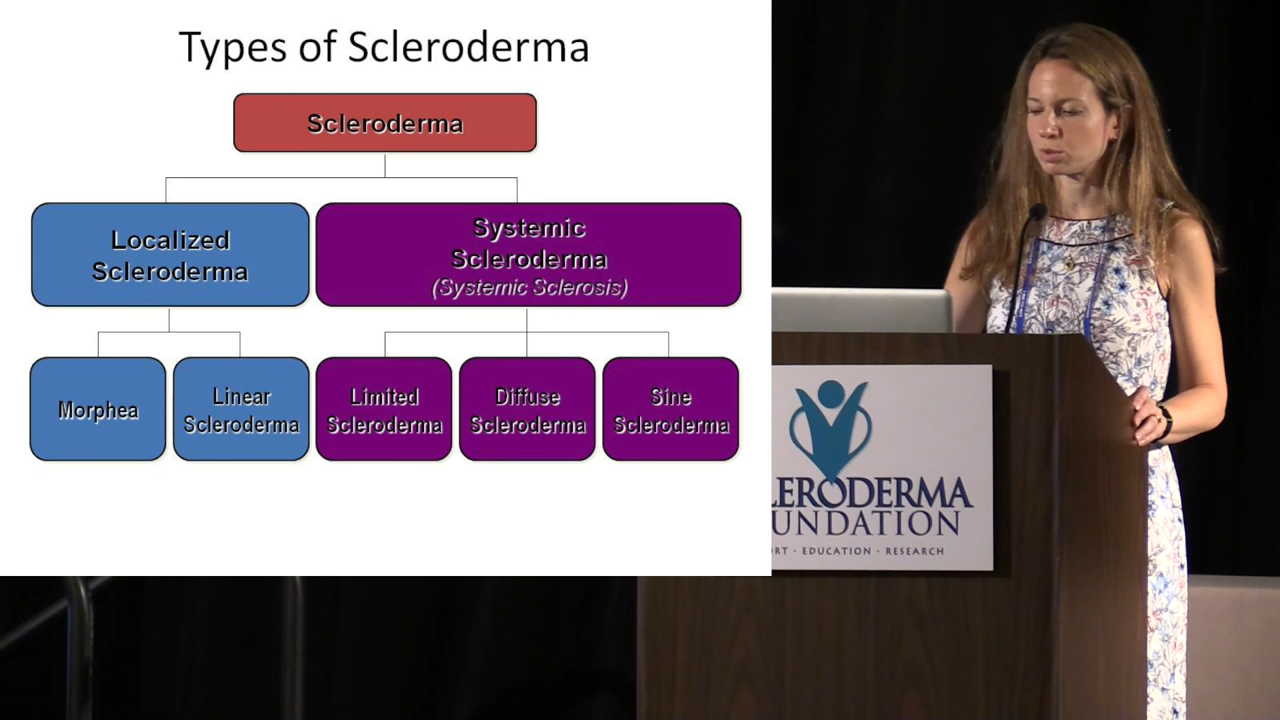 Types of Scleroderma
Scleroderma
Localized
Scleroderma
Systemic
Scleroderma
(Systemic Sclerosis)
Morphea
Linear
Scleroderma
Limited
Scleroderma
Diffuse
Scleroderma
Sine
Scleroderma
LERODERMA
UNDATION
RT · EDUCATION · RESEARCH